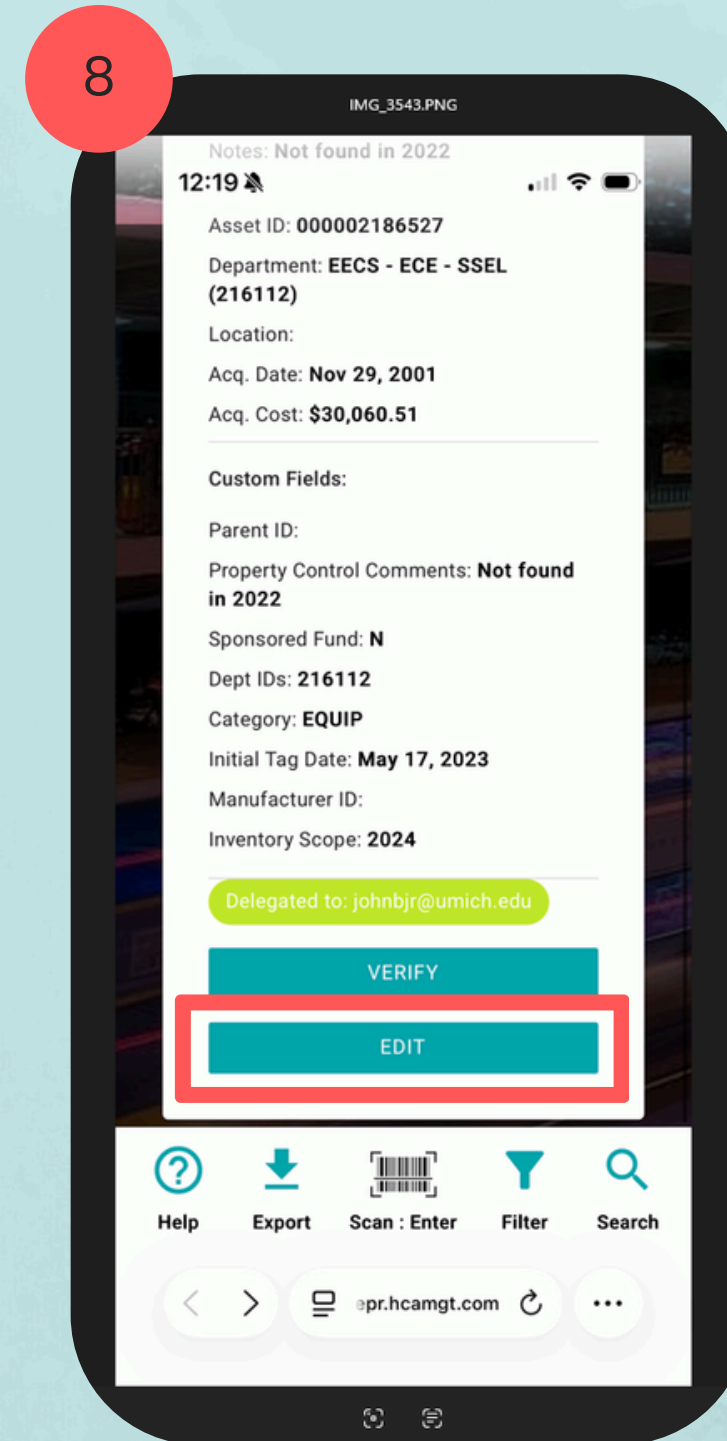 8
IMG_3543.PNG
Notes: Not found in 2022
12:19
Asset ID: 000002186527
Department: EECS - ECE - SSEL
(216112)
Location:
Acq. Date: Nov 29, 2001
Acq. Cost: $30,060.51
Custom Fields:
Parent ID:
Property Control Comments: Not found
in 2022
Sponsored Fund: N
Dept IDs: 216112
Category: EQUIP
Initial Tag Date: May 17, 2023
Manufacturer ID:
Inventory Scope: 2024
Delegated to: johnbjr@umich.edu
VERIFY
EDIT
Help Export Scan : Enter Filter Search
epr.hcamgt.com